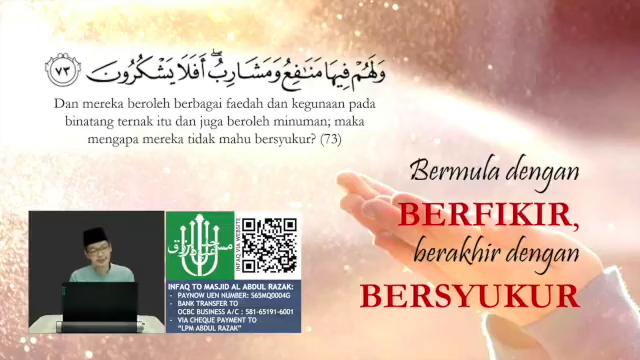 وَلَهُمْ فِيهَا مَنَافِعُ وَمَشَارِبُ ۖ أَفَلَا يَشْكُرُونَ ٧٣
Dan mereka beroleh berbagai faedah dan kegunaan pada
binatang ternak itu dan juga beroleh minuman; maka
mengapa mereka tidak mahu bersyukur? (73)
Bermula dengan
BERFIKIR,
berakhir dengan
BERSYUKUR
INFAQ VIA WEBSITE
INFAQ TO MASJID AL ABDUL RAZAK:
- PAYNOW UEN NUMBER: S65MQ0004G
- BANK TRANSFER TO
OCBC BUSINESS A/C : 581-65191-6001
- VIA CHEQUE PAYMENT TO
"LPM ABDUL RAZAK"